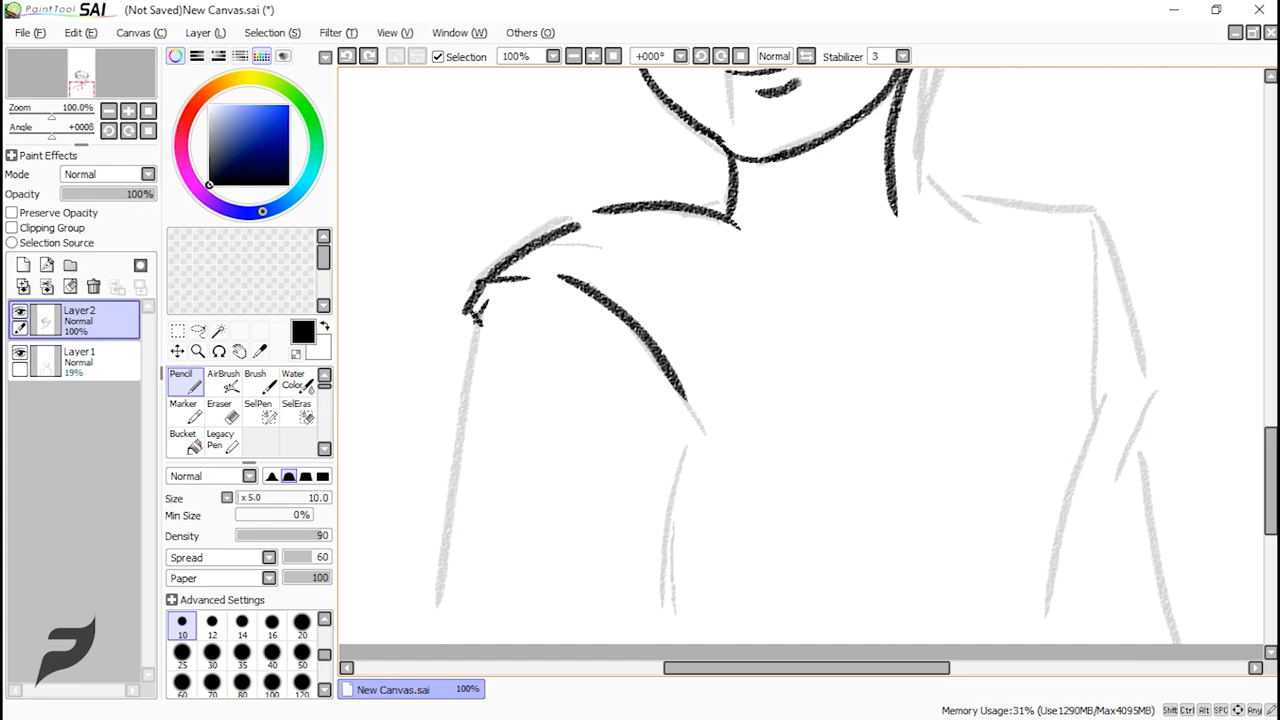 PaintTool SAI (Not Saved)New Canvas.sai (*)
File (F) Edit (E) Canvas (C) Layer (L) Selection (S) Filter (T) View (V) Window (W) Others (O)
Selection 100% +000° Normal Stabilizer 3
Zoom 100.0%
Angle +000δ
Paint Effects
Mode Normal
Opacity 100%
Preserve Opacity
Clipping Group
Selection Source
Layer2
Normal
100%
Layer1
Normal
19%
Pencil AirBrush Brush Water Color
Marker Eraser SelPen SelEras
Bucket Legacy Pen
Normal
Size x 5.0 10.0
Min Size 0%
Density 90
Spread 60
Paper 100
Advanced Settings
10 12 14 16 20
25 30 35 40 50
60 70 80 100 120
New Canvas.sai 100%
Memory Usage:31% (Use1290MB/Max4095MB) Shift Ctrl Alt SPC Any